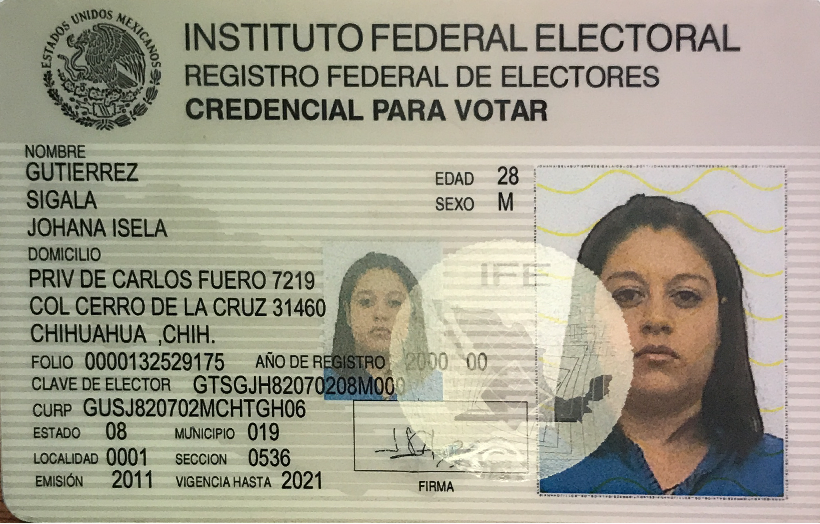 ESTADOS UNIDOS MEXICANOS
INSTITUTO FEDERAL ELECTORAL
REGISTRO FEDERAL DE ELECTORES
CREDENCIAL PARA VOTAR
NOMBRE
GUTIERREZ
SIGALA
JOHANA ISELA
EDAD 28
SEXO M
DOMICILIO
PRIV DE CARLOS FUERO 7219
COL CERRO DE LA CRUZ 31460
CHIHUAHUA ,CHIH.
IFE
FOLIO 0000132529175 AÑO DE REGISTRO 2000 00
CLAVE DE ELECTOR GTSGJH82070208M000
CURP GUSJ820702MCHTGH06
ESTADO 08 MUNICIPIO 019
LOCALIDAD 0001 SECCION 0536
EMISIÓN 2011 VIGENCIA HASTA 2021
FIRMA